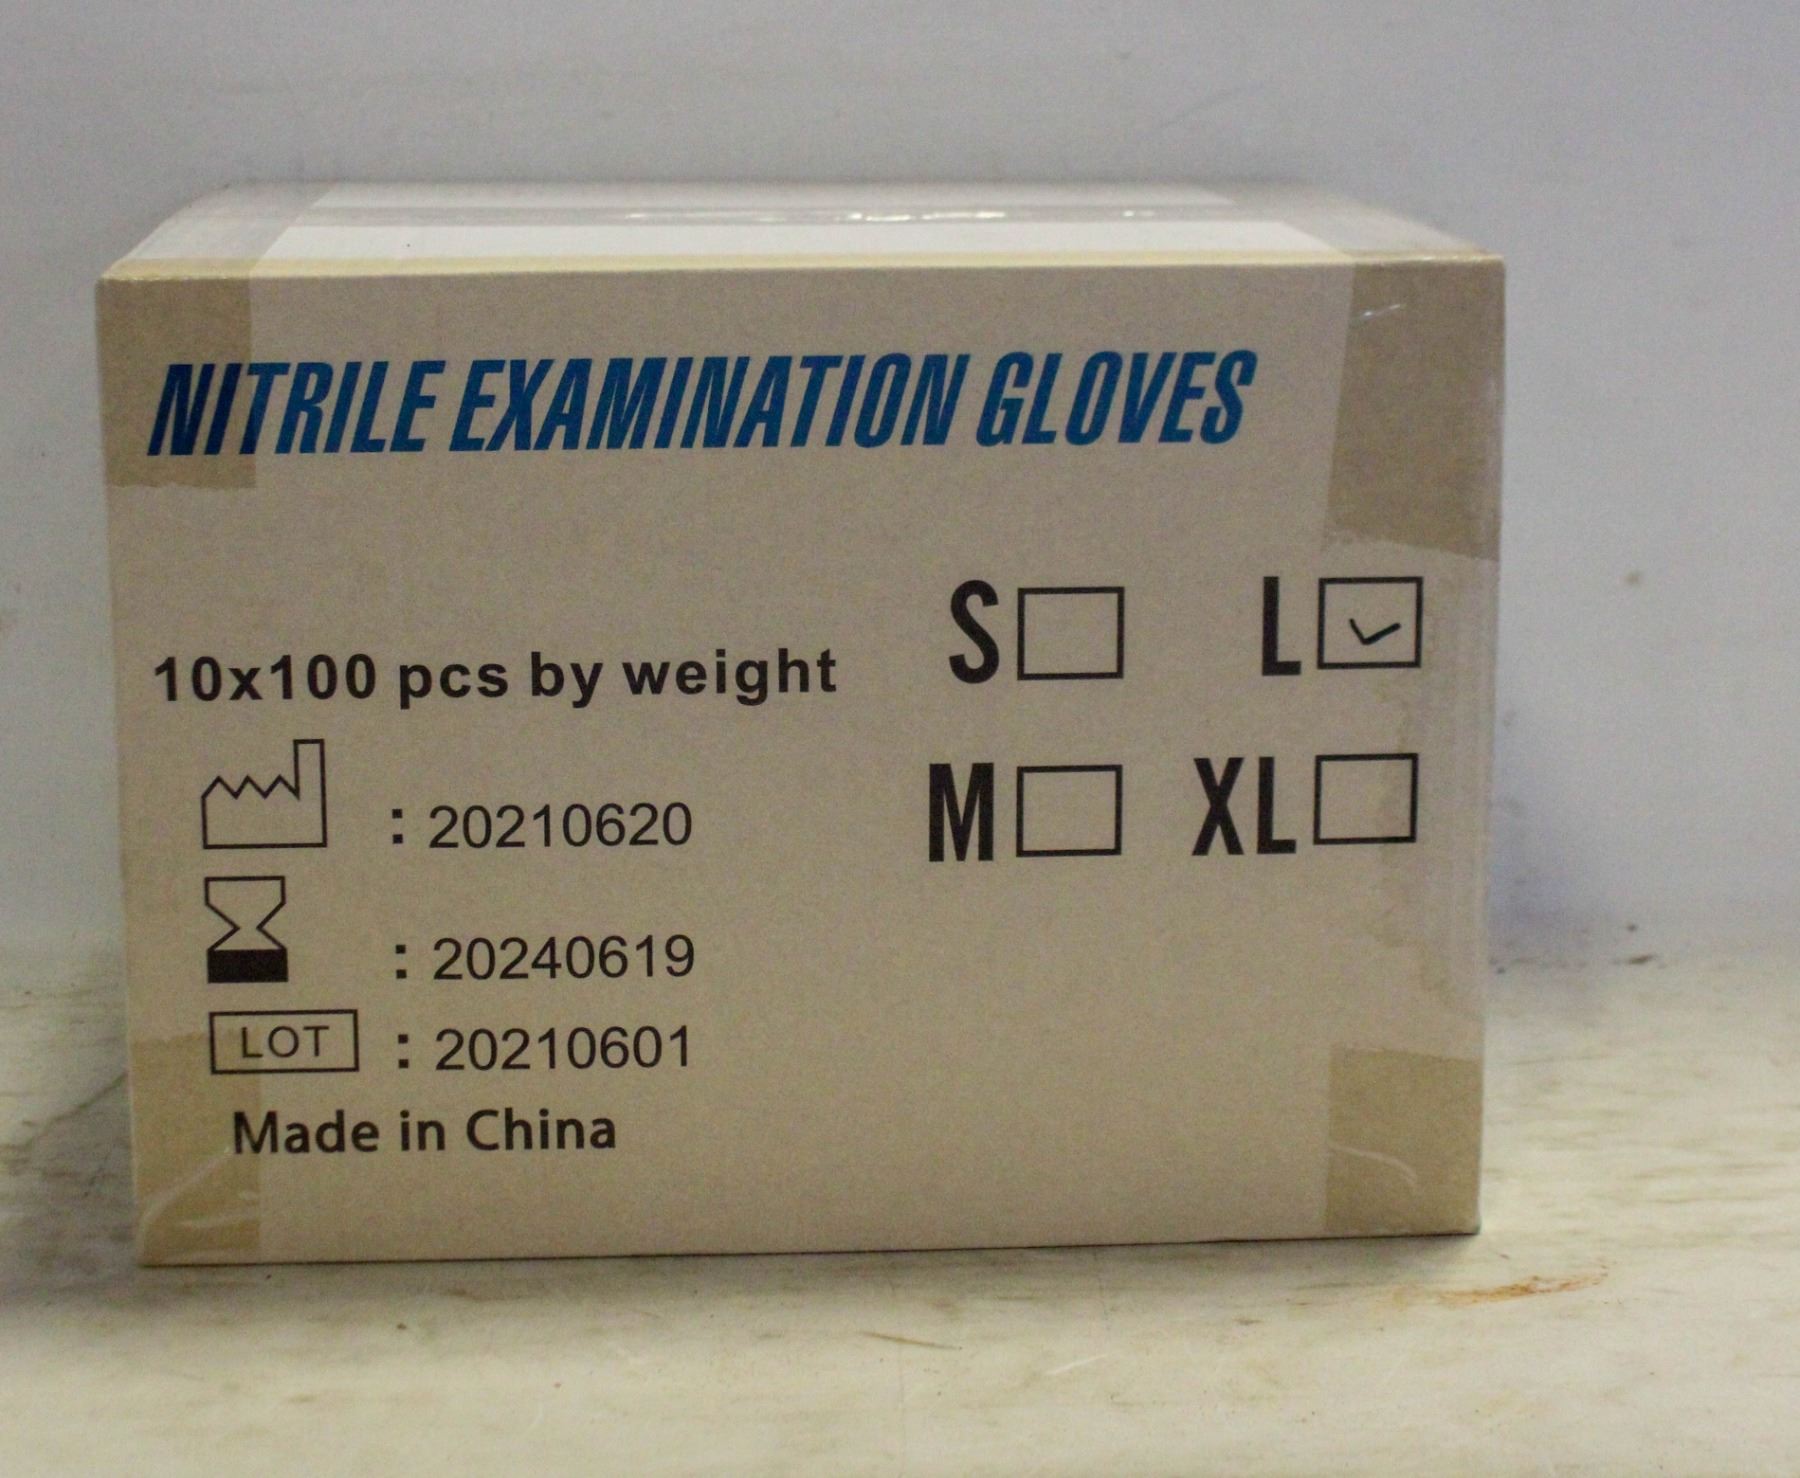 NITRILE EXAMINATION GLOVES
S L
10x100 pcs by weight
M XL
: 20210620
: 20240619
LOT : 20210601
Made in China